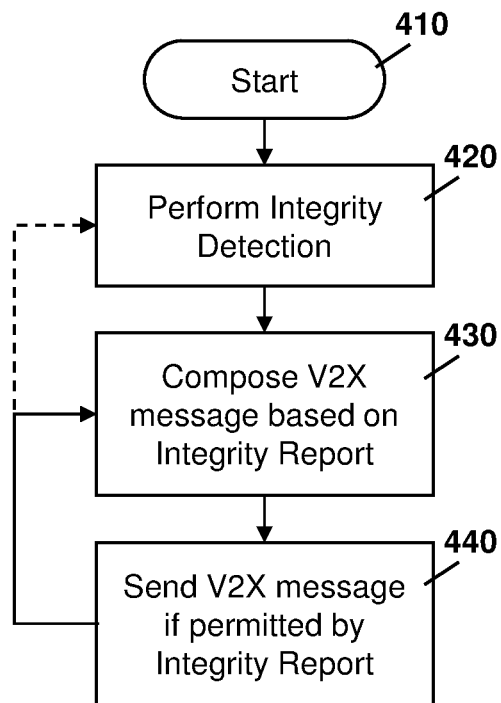 410
Start
420
Perform Integrity
Detection
430
Compose V2X
message based on
Integrity Report
440
Send V2X message
if permitted by
Integrity Report